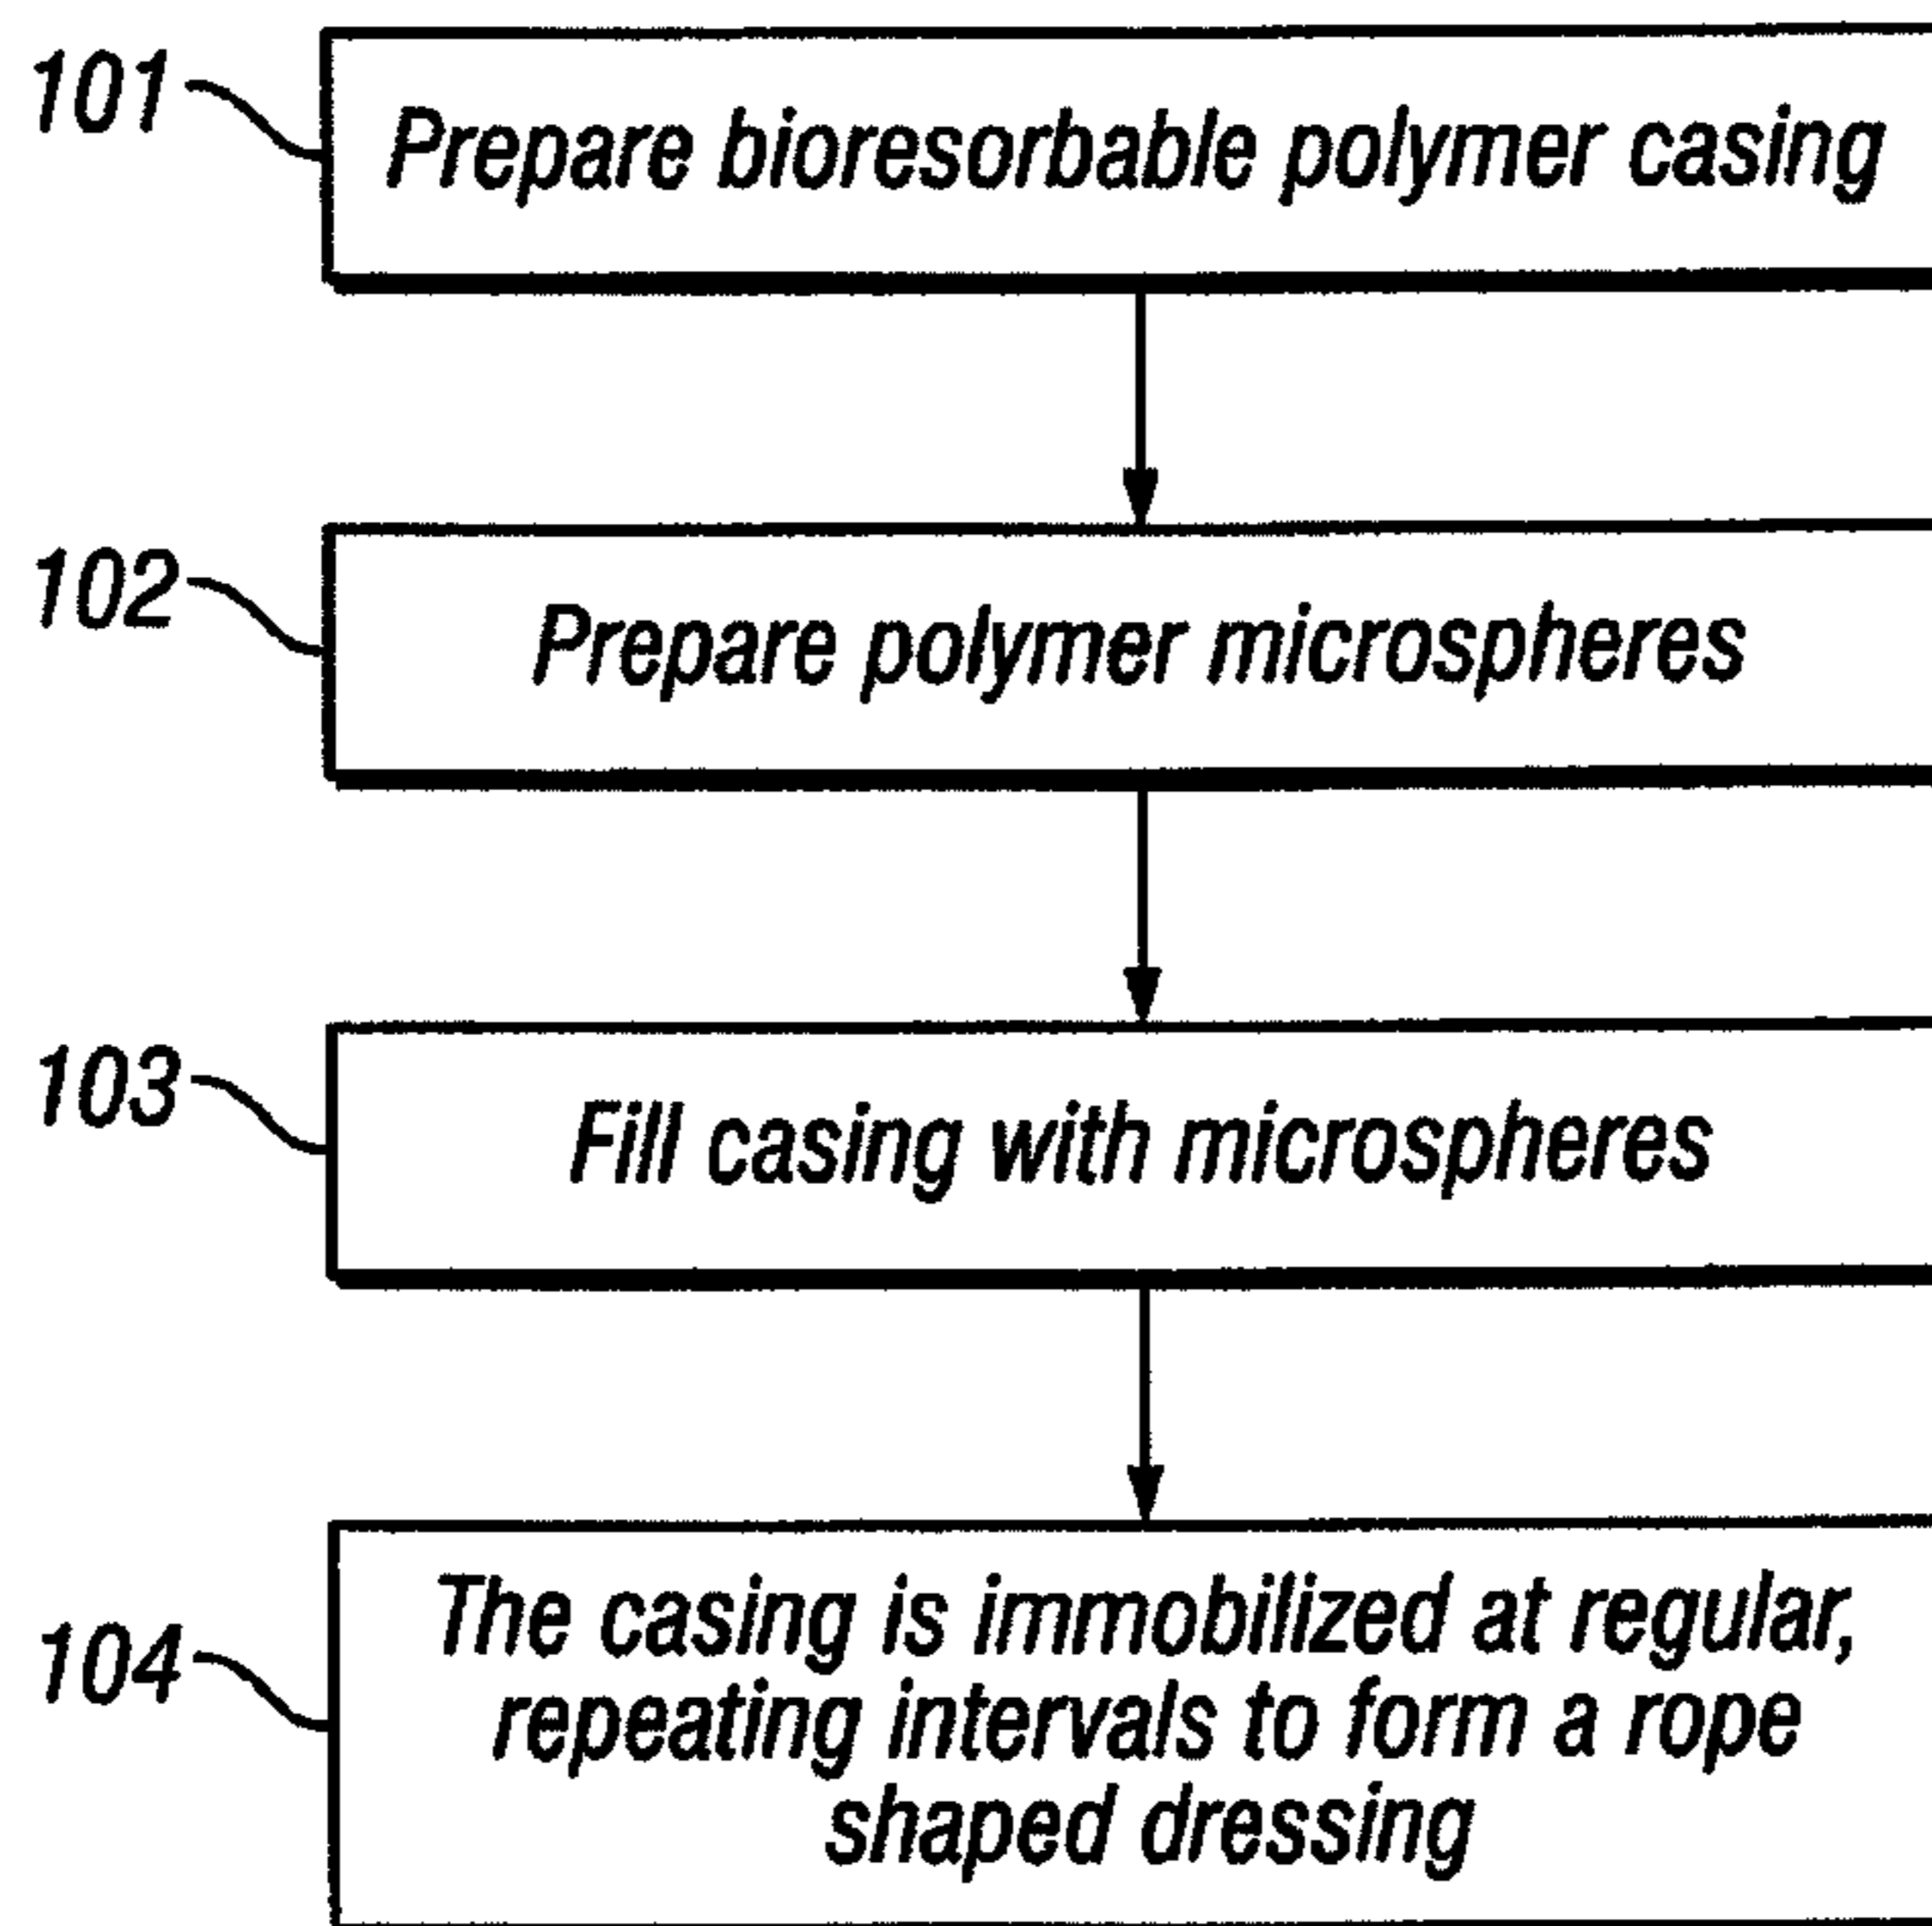 101
Prepare bioresorbable polymer casing
102
Prepare polymer microspheres
103
Fill casing with microspheres
104
The casing is immobilized at regular,
repeating intervals to form a rope
shaped dressing